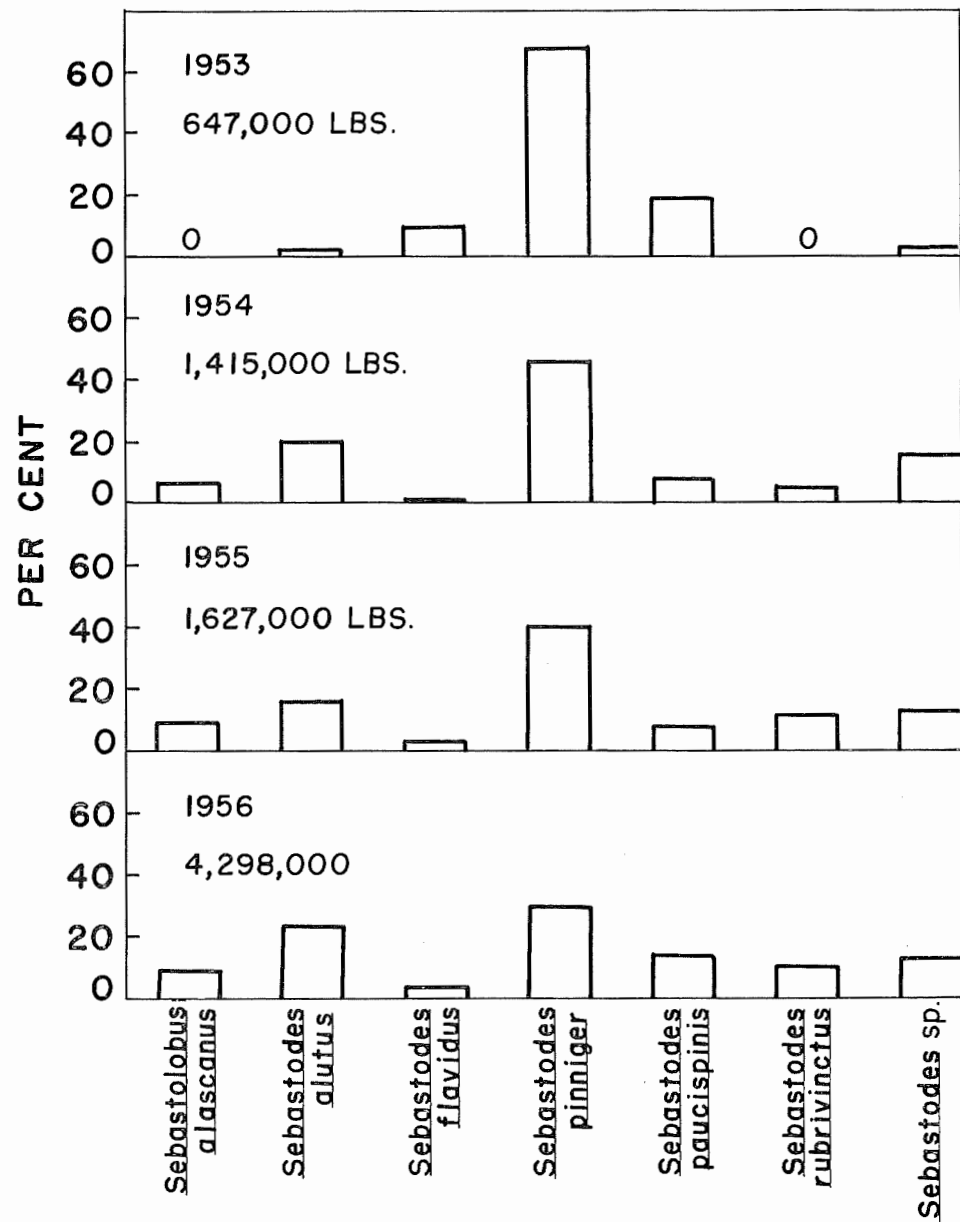 PER CENT
60
40
20
0
1953
647,000 LBS.
0
0
60
40
20
0
1954
1,415,000 LBS.
60
40
20
0
1955
1,627,000 LBS.
60
40
20
0
1956
4,298,000
Sebastolobus
alascanus
Sebastodes
alutus
Sebastodes
flavidus
Sebastodes
pinniger
Sebastodes
paucispinis
Sebastodes
rubrivinctus
Sebastodes sp.